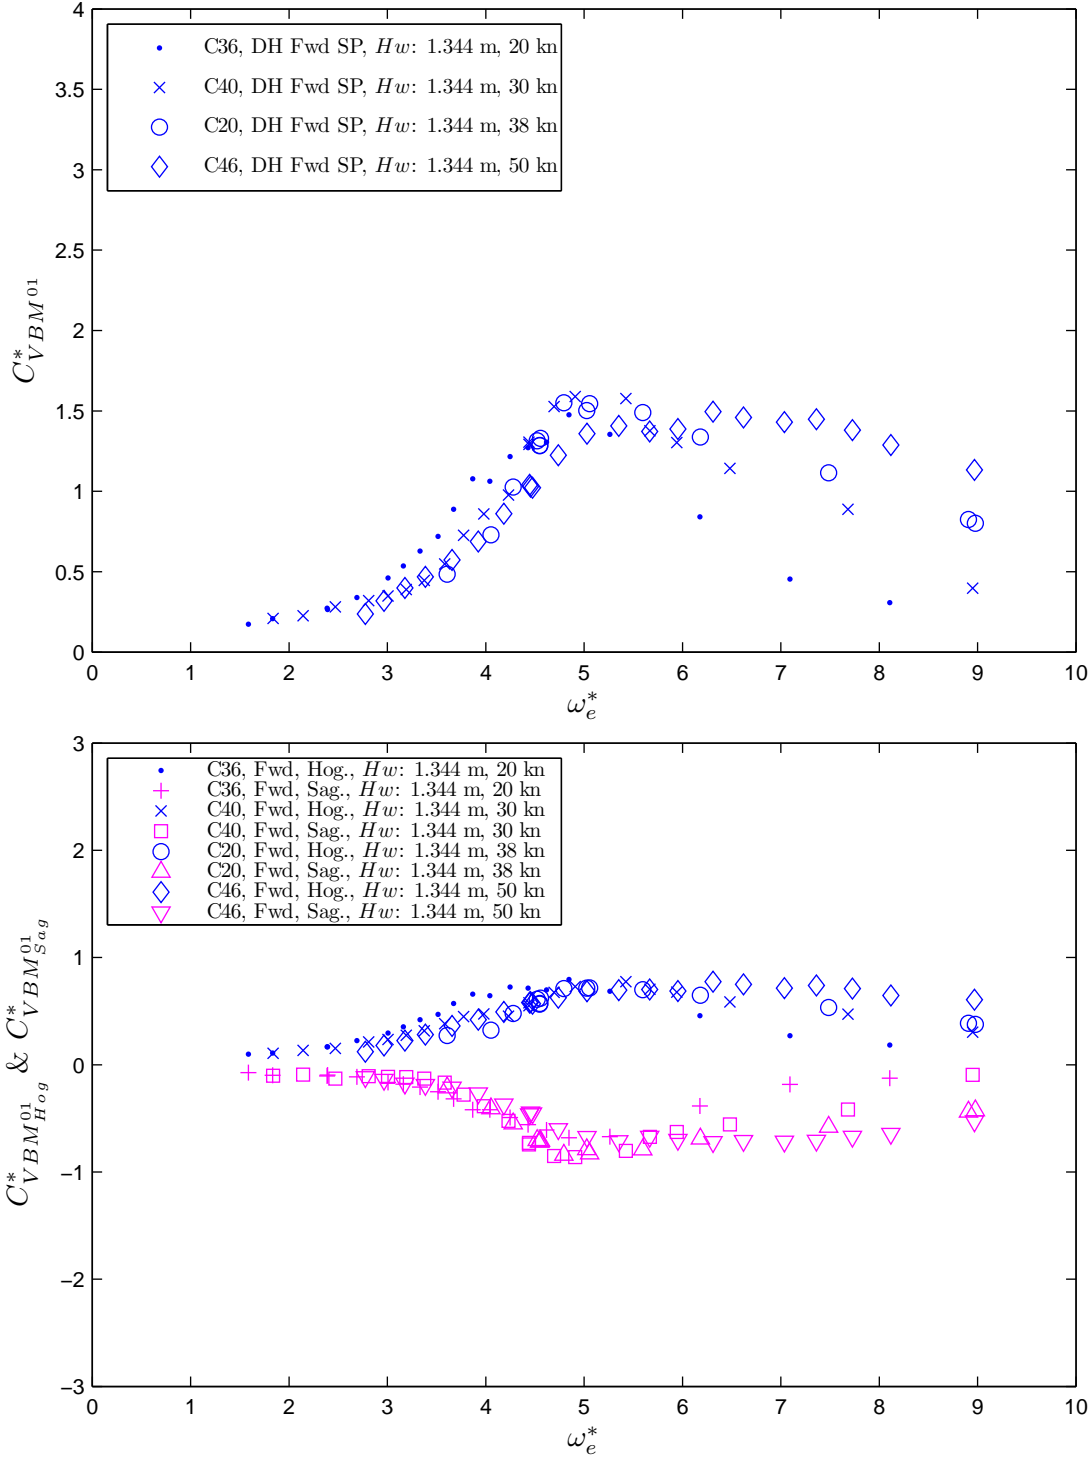 4
3.5
3
2.5
2
1.5
1
0.5
0
C36, DH Fwd SP, Hw: 1.344 m, 20 kn
C40, DH Fwd SP, Hw: 1.344 m, 30 kn
C20, DH Fwd SP, Hw: 1.344 m, 38 kn
C46, DH Fwd SP, Hw: 1.344 m, 50 kn
C*VBM01
0 1 2 3 4 5 6 7 8 9 10
ωe*
3
2
1
0
−1
−2
−3
C36, Fwd, Hog., Hw: 1.344 m, 20 kn
C36, Fwd, Sag., Hw: 1.344 m, 20 kn
C40, Fwd, Hog., Hw: 1.344 m, 30 kn
C40, Fwd, Sag., Hw: 1.344 m, 30 kn
C20, Fwd, Hog., Hw: 1.344 m, 38 kn
C20, Fwd, Sag., Hw: 1.344 m, 38 kn
C46, Fwd, Hog., Hw: 1.344 m, 50 kn
C46, Fwd, Sag., Hw: 1.344 m, 50 kn
C*VBM01Hog & C*VBM01Sag
0 1 2 3 4 5 6 7 8 9 10
ωe*